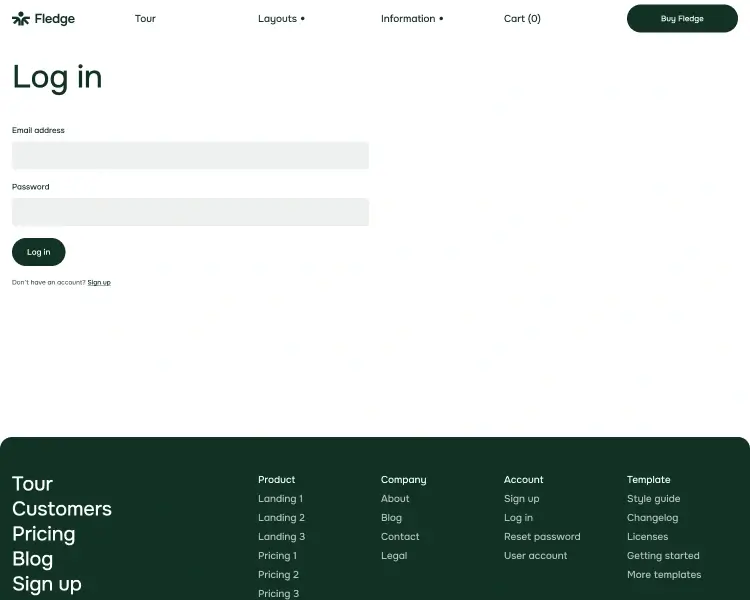 Fledge
Tour
Layouts •
Information •
Cart (0)
Buy Fledge
Log in
Email address
Password
Log in
Don't have an account? Sign up
Tour
Customers
Pricing
Blog
Sign up
Product
Landing 1
Landing 2
Landing 3
Pricing 1
Pricing 2
Pricing 3
Company
About
Blog
Contact
Legal
Account
Sign up
Log in
Reset password
User account
Template
Style guide
Changelog
Licenses
Getting started
More templates